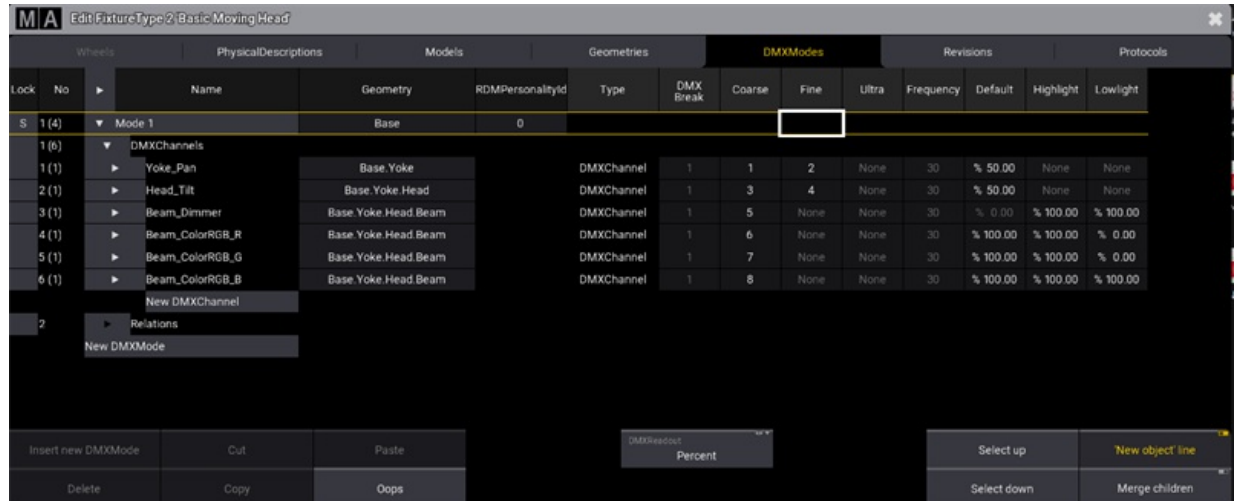 MA Edit FixtureType 2 'Basic Moving Head'
Wheels PhysicalDescriptions Models Geometries DMXModes Revisions Protocols
Lock No Name Geometry RDMPersonalityId Type DMX Break Coarse Fine Ultra Frequency Default Highlight Lowlight
S 1 (4) Mode 1 Base 0
1 (6) DMXChannels
1 (1) Yoke_Pan Base.Yoke DMXChannel 1 1 2 None 30 % 50.00 None None
2 (1) Head_Tilt Base.Yoke.Head DMXChannel 1 3 4 None 30 % 50.00 None None
3 (1) Beam_Dimmer Base.Yoke.Head.Beam DMXChannel 1 5 None None 30 % 0.00 % 100.00 % 100.00
4 (1) Beam_ColorRGB_R Base.Yoke.Head.Beam DMXChannel 1 6 None None 30 % 100.00 % 100.00 % 0.00
5 (1) Beam_ColorRGB_G Base.Yoke.Head.Beam DMXChannel 1 7 None None 30 % 100.00 % 100.00 % 0.00
6 (1) Beam_ColorRGB_B Base.Yoke.Head.Beam DMXChannel 1 8 None None 30 % 100.00 % 100.00 % 100.00
New DMXChannel
2 Relations
New DMXMode
Insert new DMXMode Cut Paste DMXReadout Percent Select up 'New object' line
Delete Copy Oops Select down Merge children